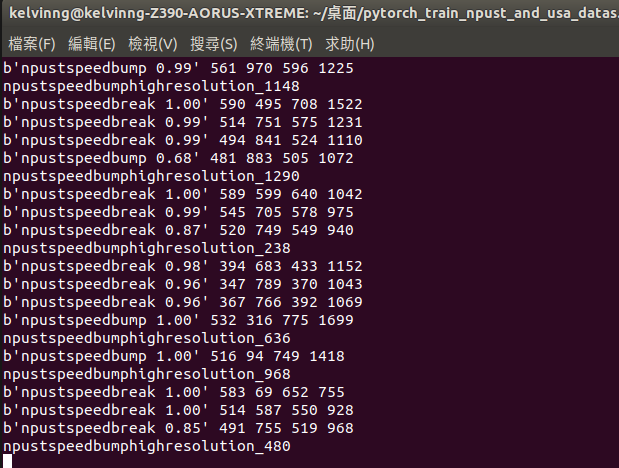 kelvinng@kelvinng-Z390-AORUS-XTREME: ~/桌面/pytorch_train_npust_and_usa_datas.
檔案(F) 編輯(E) 檢視(V) 搜尋(S) 終端機(T) 求助(H)
b'npustspeedbump 0.99' 561 970 596 1225
npustspeedbumphighresolution_1148
b'npustspeedbreak 1.00' 590 495 708 1522
b'npustspeedbreak 0.99' 514 751 575 1231
b'npustspeedbreak 0.99' 494 841 524 1110
b'npustspeedbump 0.68' 481 883 505 1072
npustspeedbumphighresolution_1290
b'npustspeedbreak 1.00' 589 599 640 1042
b'npustspeedbreak 0.99' 545 705 578 975
b'npustspeedbreak 0.87' 520 749 549 940
npustspeedbumphighresolution_238
b'npustspeedbreak 0.98' 394 683 433 1152
b'npustspeedbreak 0.96' 347 789 370 1043
b'npustspeedbreak 0.96' 367 766 392 1069
b'npustspeedbump 1.00' 532 316 775 1699
npustspeedbumphighresolution_636
b'npustspeedbump 1.00' 516 94 749 1418
npustspeedbumphighresolution_968
b'npustspeedbreak 1.00' 583 69 652 755
b'npustspeedbreak 1.00' 514 587 550 928
b'npustspeedbreak 0.85' 491 755 519 968
npustspeedbumphighresolution_480